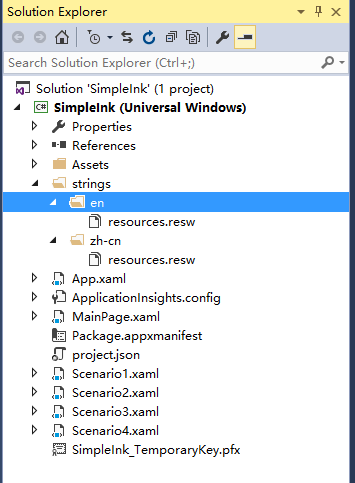 Solution Explorer
Search Solution Explorer (Ctrl+;)
Solution 'SimpleInk' (1 project)
C# SimpleInk (Universal Windows)
Properties
References
Assets
strings
en
resources.resw
zh-cn
resources.resw
App.xaml
ApplicationInsights.config
MainPage.xaml
Package.appxmanifest
project.json
Scenario1.xaml
Scenario2.xaml
Scenario3.xaml
Scenario4.xaml
SimpleInk_TemporaryKey.pfx